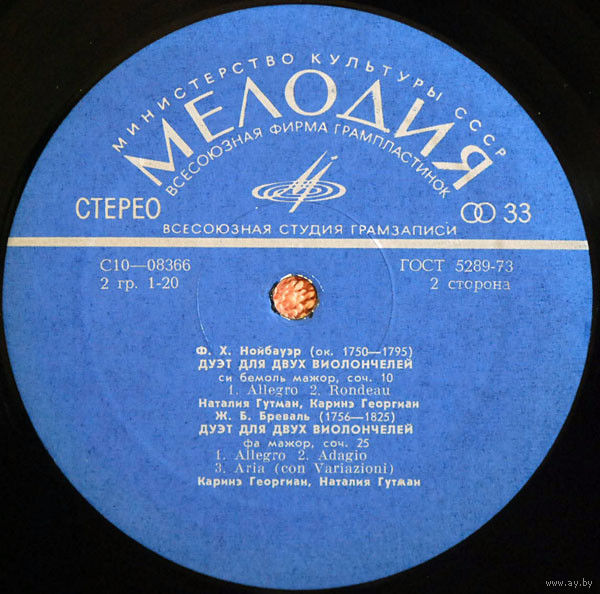 МИНИСТЕРСТВО КУЛЬТУРЫ СССР
МЕЛОДИЯ
ВСЕСОЮЗНАЯ ФИРМА ГРАМПЛАСТИНОК
СТЕРЕО
33
ВСЕСОЮЗНАЯ СТУДИЯ ГРАМЗАПИСИ
С10—08366
ГОСТ 5289-73
2 гр. 1-20
2 сторона
Ф. Х. Нойбауэр (ок. 1750—1795)
ДУЭТ ДЛЯ ДВУХ ВИОЛОНЧЕЛЕЙ
си бемоль мажор, соч. 10
1. Allegro 2. Rondeau
Наталия Гутман, Каринэ Георгиан
Ж. Б. Бреваль (1756—1825)
ДУЭТ ДЛЯ ДВУХ ВИОЛОНЧЕЛЕЙ
фа мажор, соч. 25
1. Allegro 2. Adagio
3. Aria (con Variazioni)
Каринэ Георгиан, Наталия Гутман
www.ay.by